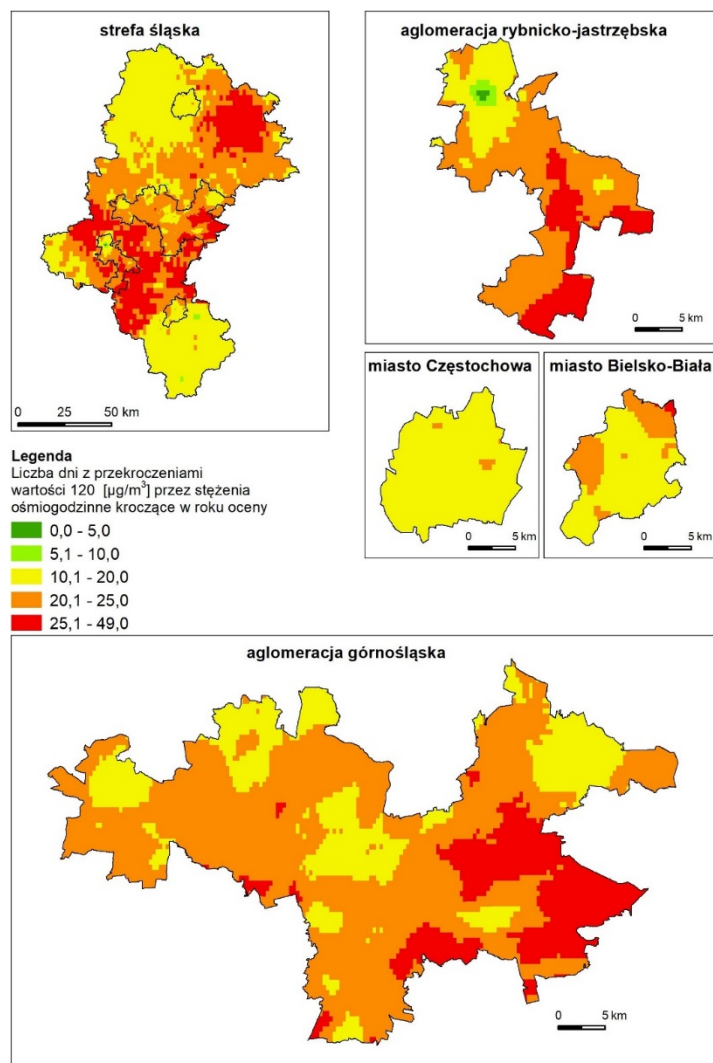 strefa śląska
0 25 50 km
aglomeracja rybnicko-jastrzębska
0 5 km
miasto Częstochowa
0 5 km
miasto Bielsko-Biała
0 5 km
Legenda
Liczba dni z przekroczeniami
wartości 120 [µg/m³] przez stężenia
ośmiogodzinne kroczące w roku oceny
0,0 - 5,0
5,1 - 10,0
10,1 - 20,0
20,1 - 25,0
25,1 - 49,0
aglomeracja górnośląska
0 5 km